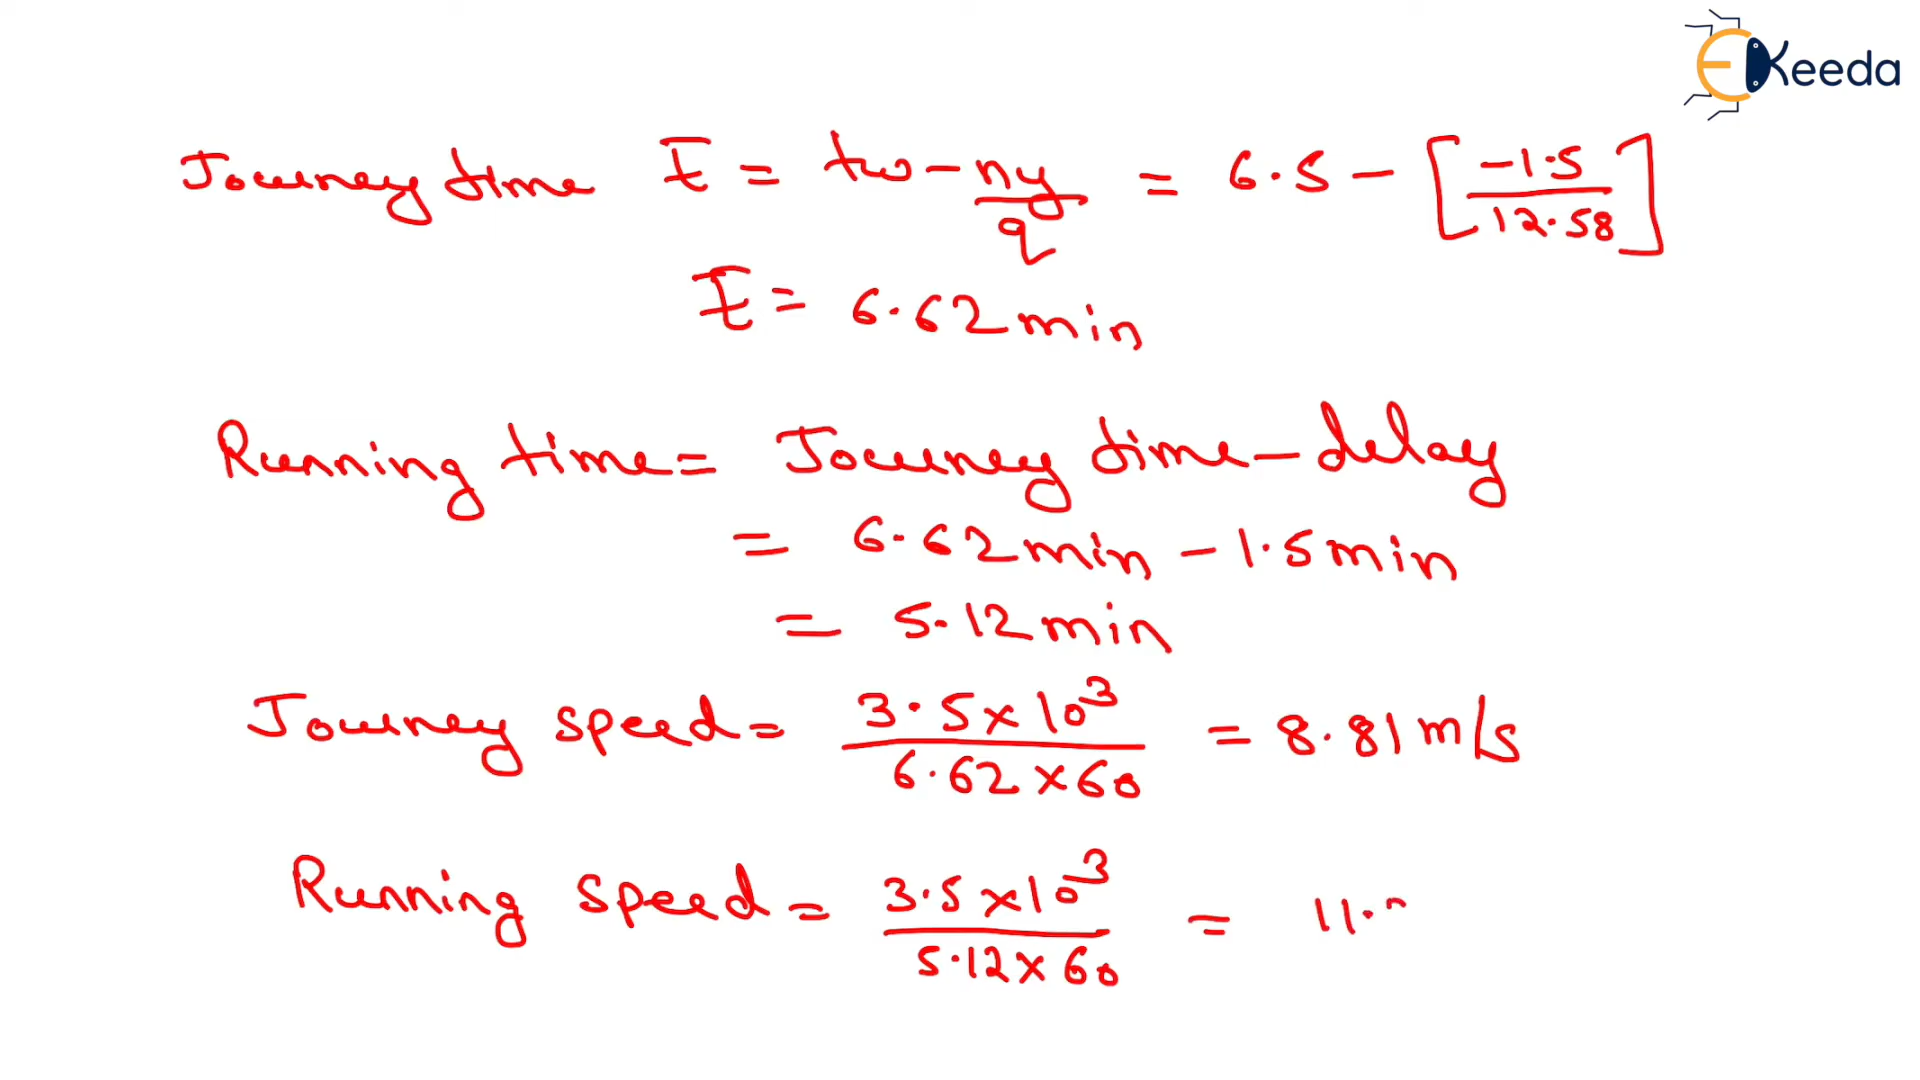 EKeeda
Journey time t̄ = tw - ny/q = 6.5 - [-1.5/12.58]
t̄ = 6.62 min
Running time = Journey time - delay
= 6.62 min - 1.5 min
= 5.12 min
Journey speed = 3.5 x 10³ / 6.62 x 60 = 8.81 m/s
Running speed = 3.5 x 10³ / 5.12 x 60 = 11.